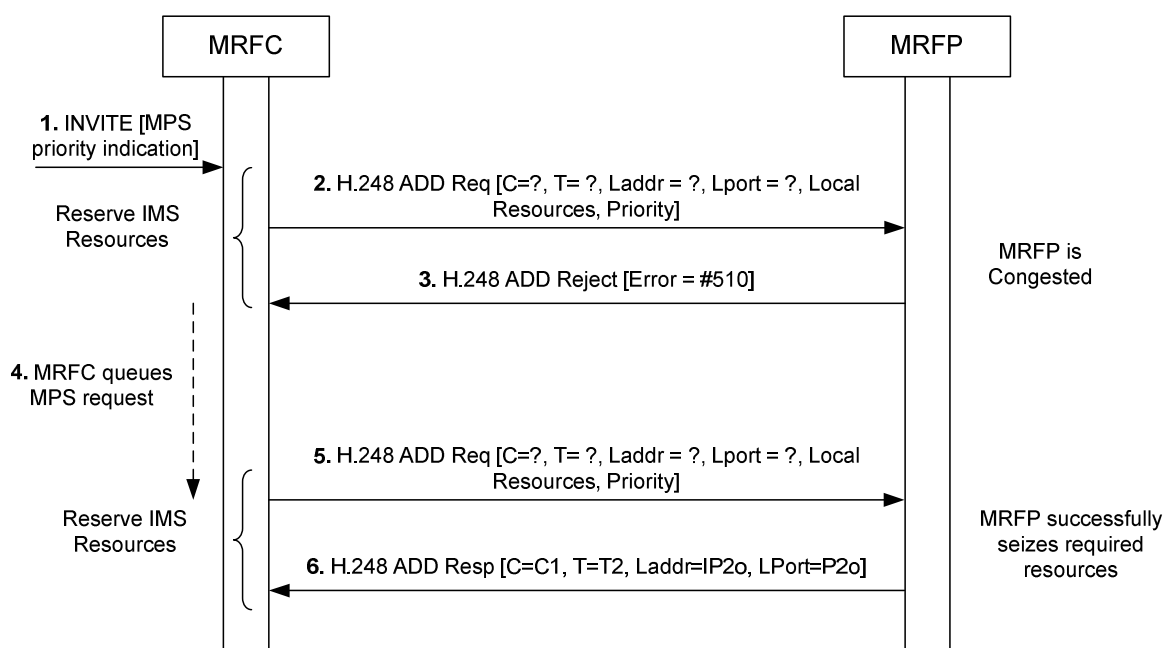 MRFC
MRFP
1. INVITE [MPS
priority indication]
2. H.248 ADD Req [C=?, T= ?, Laddr = ?, Lport = ?, Local
Resources, Priority]
Reserve IMS
Resources
MRFP is
Congested
3. H.248 ADD Reject [Error = #510]
4. MRFC queues
MPS request
5. H.248 ADD Req [C=?, T= ?, Laddr = ?, Lport = ?, Local
Resources, Priority]
Reserve IMS
Resources
MRFP successfully
seizes required
resources
6. H.248 ADD Resp [C=C1, T=T2, Laddr=IP2o, LPort=P2o]